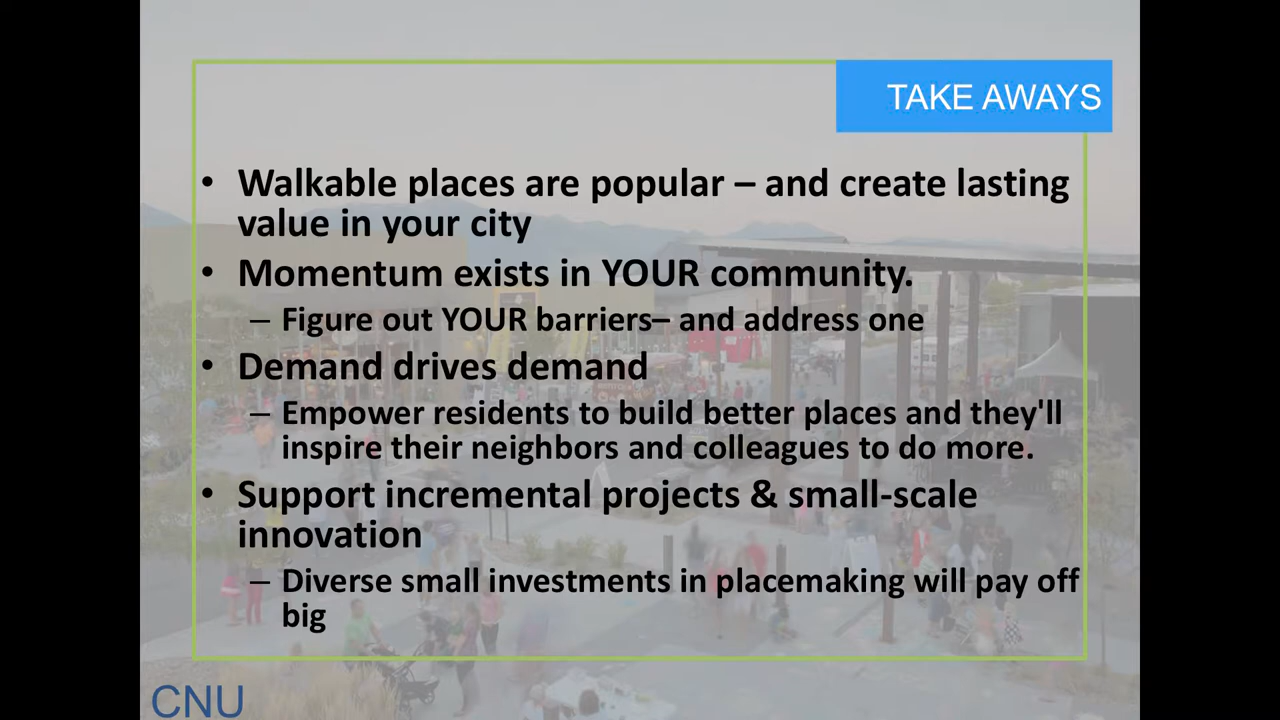 TAKE AWAYS
• Walkable places are popular – and create lasting
value in your city
• Momentum exists in YOUR community.
– Figure out YOUR barriers– and address one
• Demand drives demand
– Empower residents to build better places and they'll
inspire their neighbors and colleagues to do more.
• Support incremental projects & small-scale
innovation
– Diverse small investments in placemaking will pay off
big
CNU